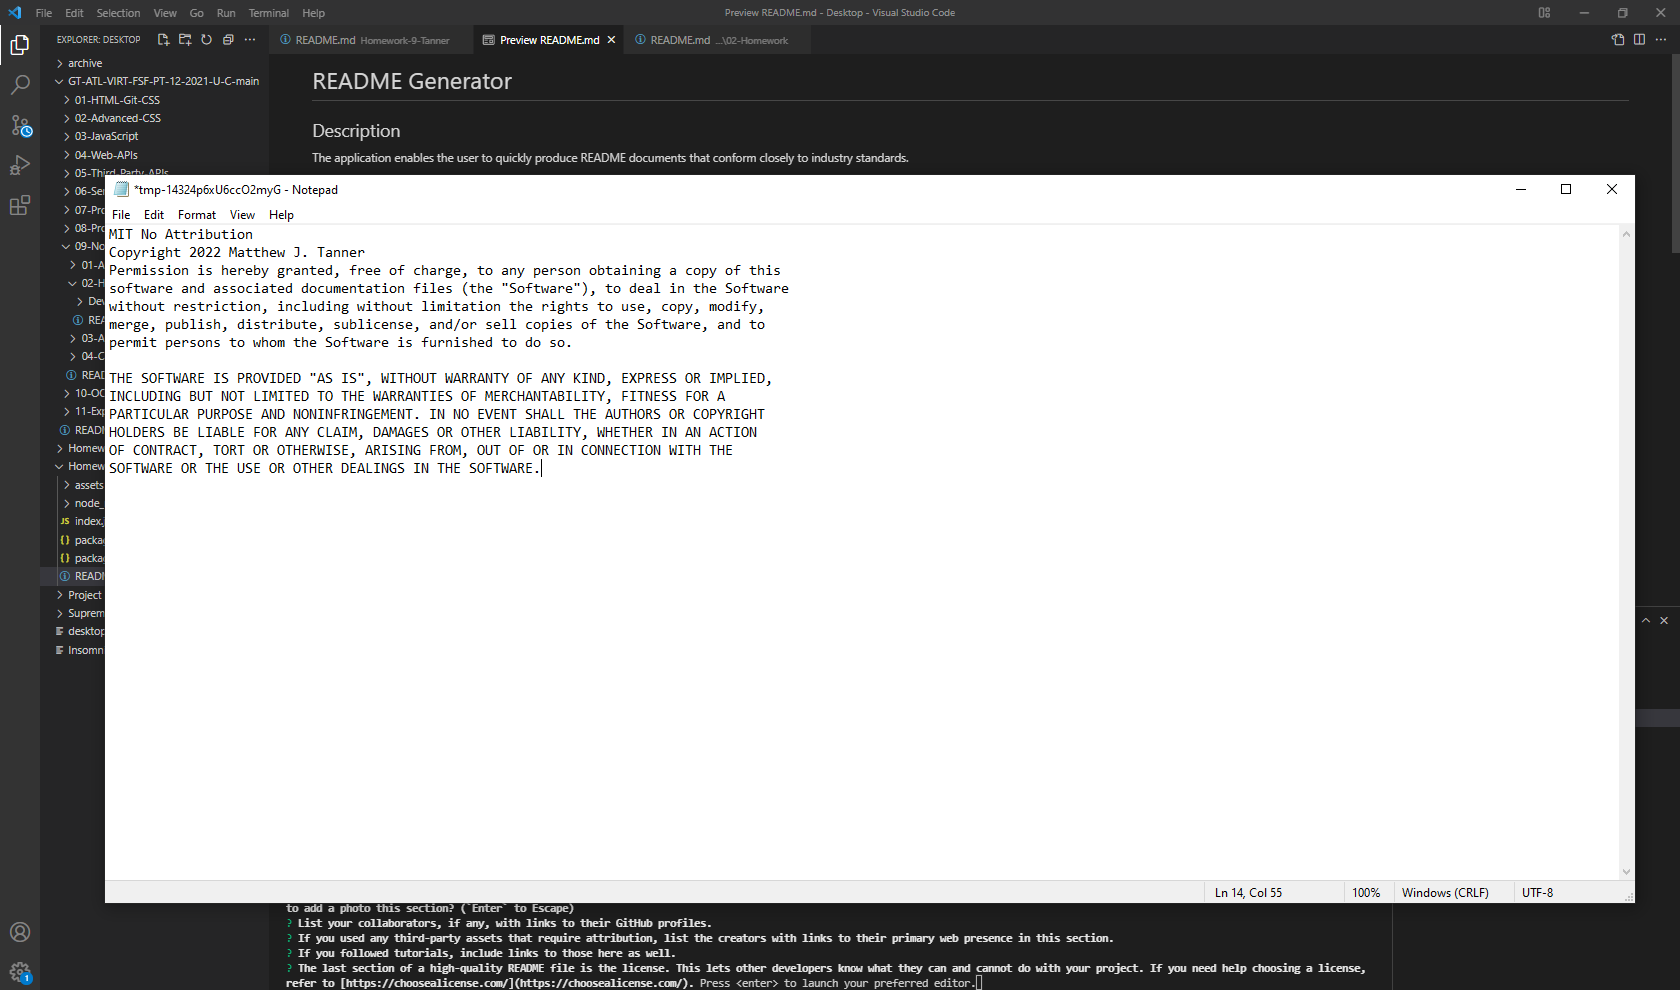 File Edit Selection View Go Run Terminal Help
Preview README.md - Desktop - Visual Studio Code
EXPLORER: DESKTOP
README.md Homework-9-Tanner
Preview README.md
README.md ...\02-Homework
archive
GT-ATL-VIRT-FSF-PT-12-2021-U-C-main
01-HTML-Git-CSS
02-Advanced-CSS
03-JavaScript
04-Web-APIs
05-Third-Party-APIs
06-Se
07-Pro
08-Pro
09-No
01-A
02-H
Dev
REA
03-A
04-C
READ
10-OO
11-Exp
READ
Homew
Homew
assets
node_
JS index.j
{} packa
{} packa
READM
Project
Suprem
desktop
Insomn
README Generator
Description
The application enables the user to quickly produce README documents that conform closely to industry standards.
*tmp-14324p6xU6ccO2myG - Notepad
File Edit Format View Help
MIT No Attribution
Copyright 2022 Matthew J. Tanner
Permission is hereby granted, free of charge, to any person obtaining a copy of this
software and associated documentation files (the "Software"), to deal in the Software
without restriction, including without limitation the rights to use, copy, modify,
merge, publish, distribute, sublicense, and/or sell copies of the Software, and to
permit persons to whom the Software is furnished to do so.

THE SOFTWARE IS PROVIDED "AS IS", WITHOUT WARRANTY OF ANY KIND, EXPRESS OR IMPLIED,
INCLUDING BUT NOT LIMITED TO THE WARRANTIES OF MERCHANTABILITY, FITNESS FOR A
PARTICULAR PURPOSE AND NONINFRINGEMENT. IN NO EVENT SHALL THE AUTHORS OR COPYRIGHT
HOLDERS BE LIABLE FOR ANY CLAIM, DAMAGES OR OTHER LIABILITY, WHETHER IN AN ACTION
OF CONTRACT, TORT OR OTHERWISE, ARISING FROM, OUT OF OR IN CONNECTION WITH THE
SOFTWARE OR THE USE OR OTHER DEALINGS IN THE SOFTWARE.
Ln 14, Col 55
100%
Windows (CRLF)
UTF-8
to add a photo this section? (`Enter` to Escape)
? List your collaborators, if any, with links to their GitHub profiles.
? If you used any third-party assets that require attribution, list the creators with links to their primary web presence in this section.
? If you followed tutorials, include links to those here as well.
? The last section of a high-quality README file is the license. This lets other developers know what they can and cannot do with your project. If you need help choosing a license,
refer to [https://choosealicense.com/](https://choosealicense.com/). Press <enter> to launch your preferred editor.
1